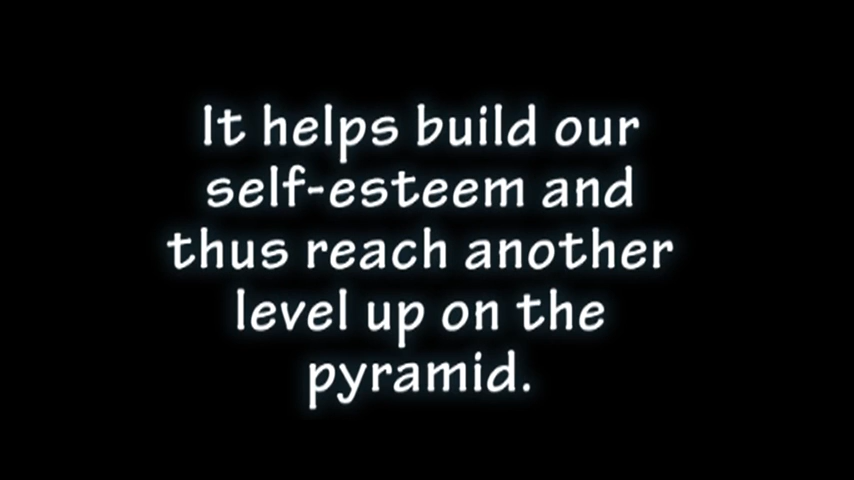 It helps build our
self-esteem and
thus reach another
level up on the
pyramid.